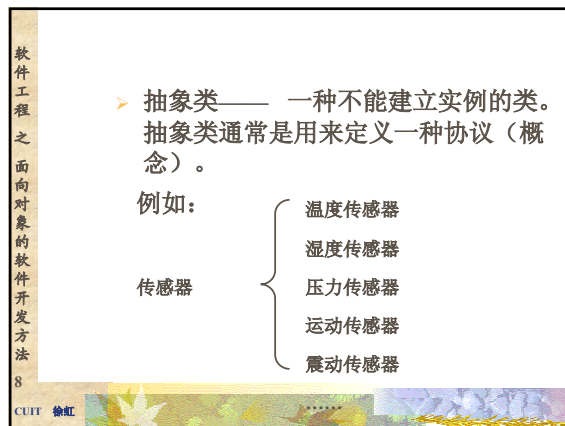 软件工程之面向对象的软件开发方法
8
CUIT 徐虹
抽象类—— 一种不能建立实例的类。
抽象类通常是用来定义一种协议（概
念）。
例如：
传感器
温度传感器
湿度传感器
压力传感器
运动传感器
震动传感器
……